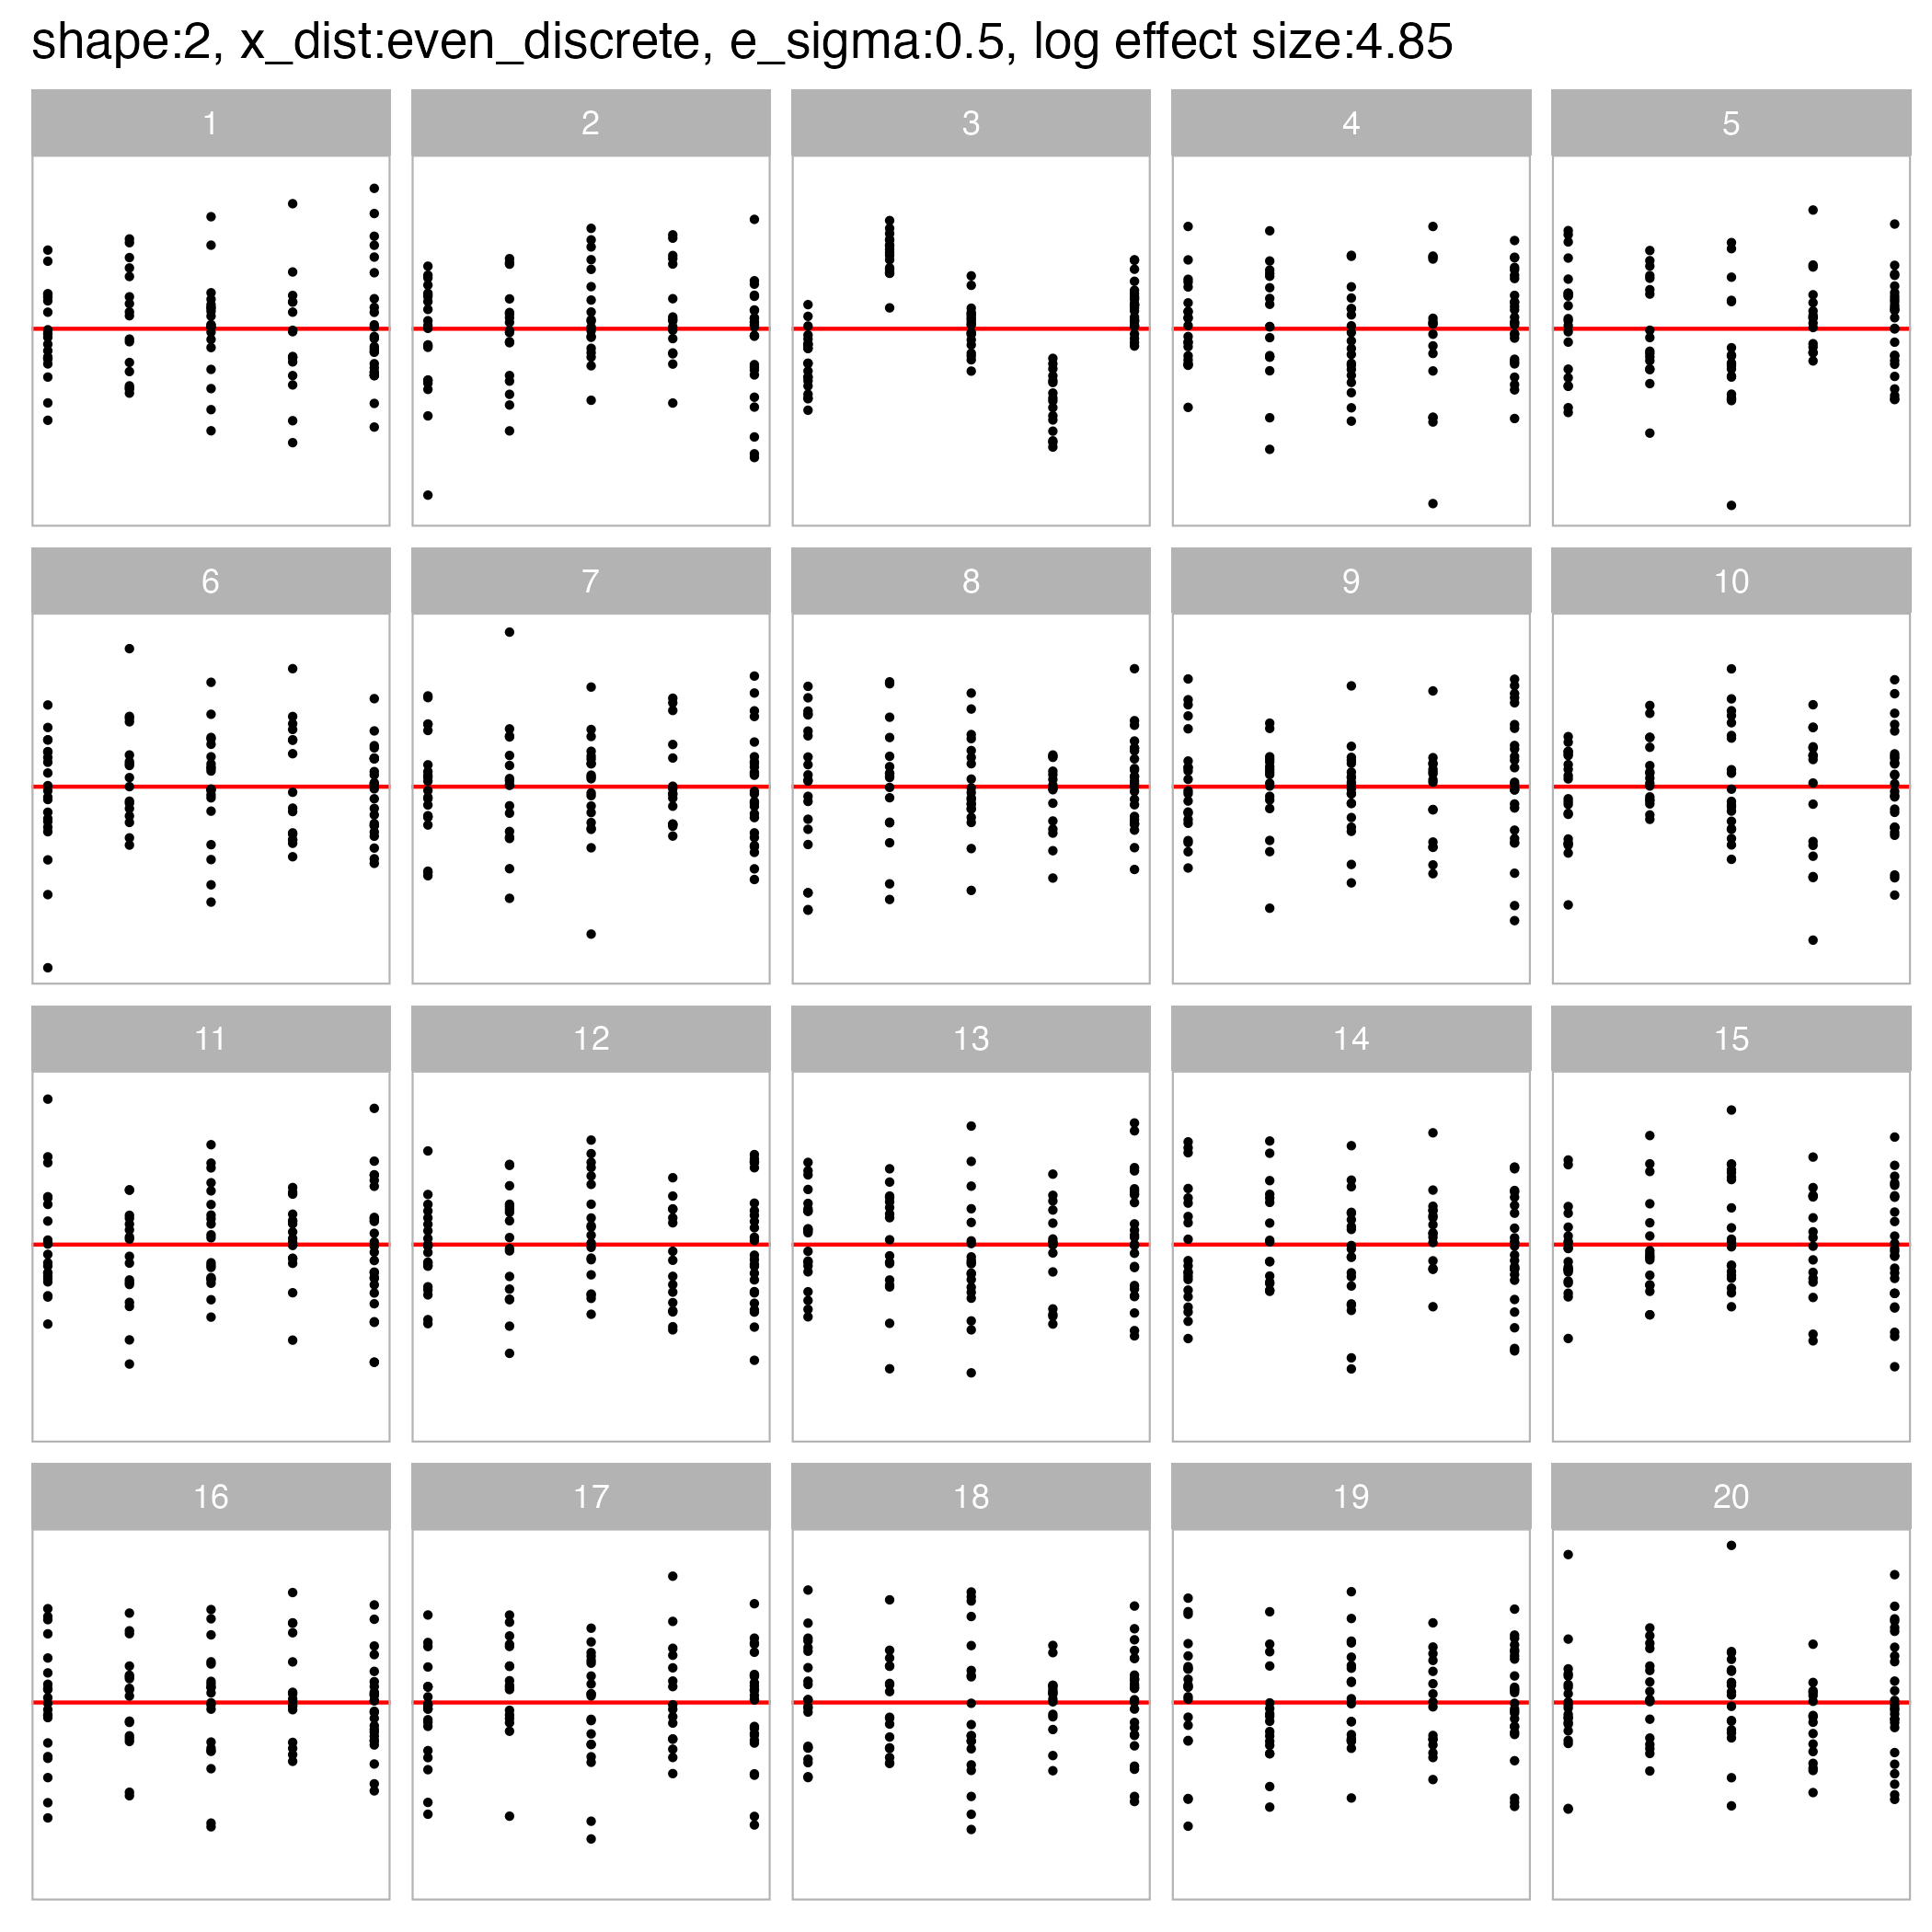 shape:2, x_dist:even_discrete, e_sigma:0.5, log effect size:4.85
1 2 3 4 5
6 7 8 9 10
11 12 13 14 15
16 17 18 19 20